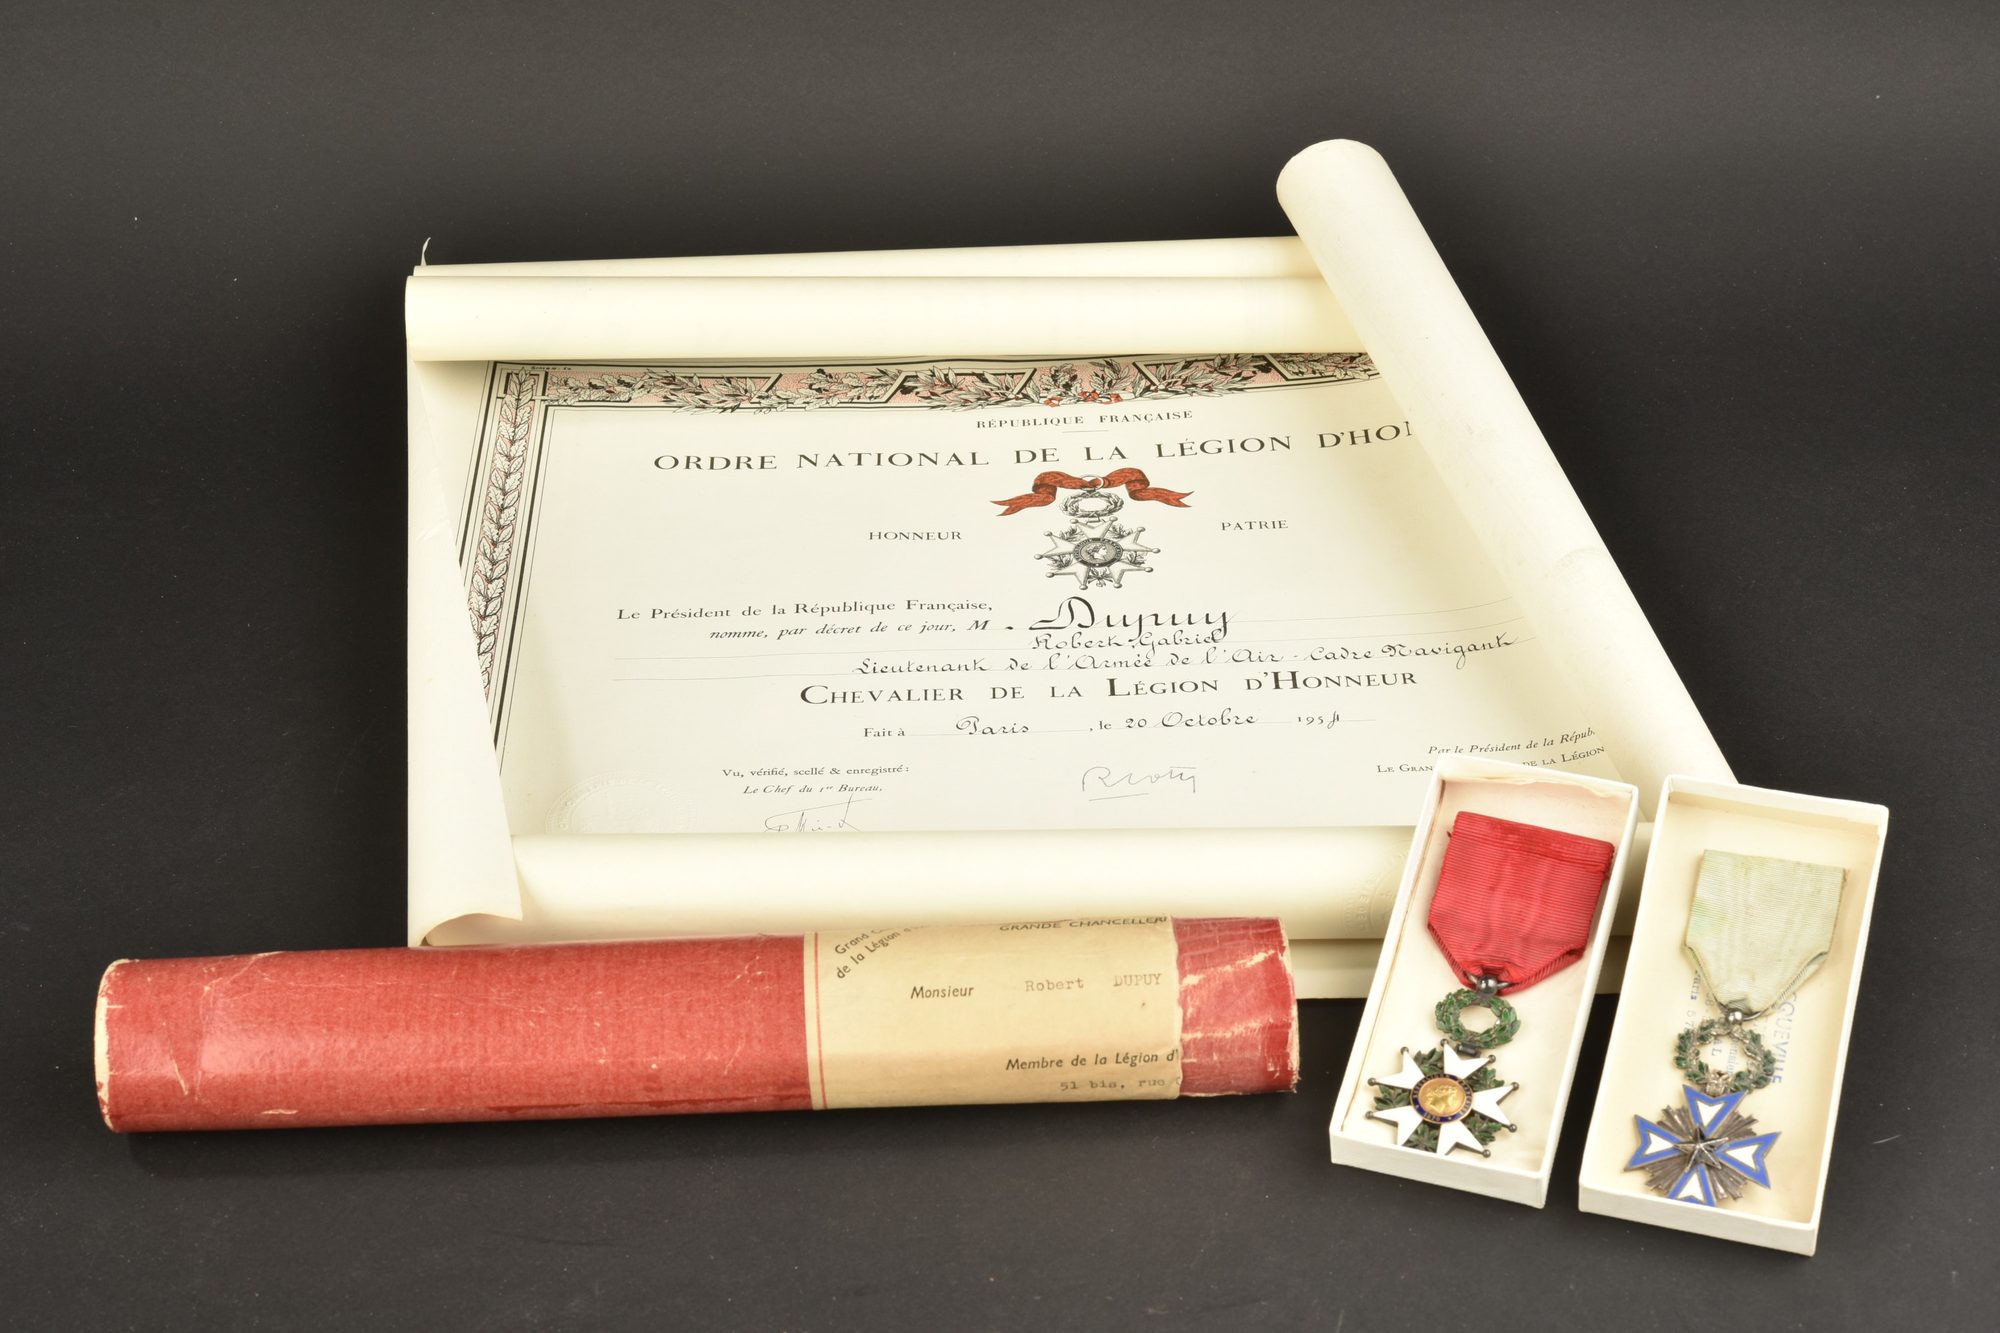 RÉPUBLIQUE FRANÇAISE
ORDRE NATIONAL DE LA LÉGION D'HON
HONNEUR
PATRIE
Le Président de la République Française,
nomme, par décret de ce jour, M. Dupuy
Robert, Gabriel
Lieutenant de l'Armée de l'Air - Cadre Navigant
CHEVALIER DE LA LÉGION D'HONNEUR
Fait à Paris, le 20 Octobre 1954
Par le Président de la Répub
Vu, vérifié, scellé & enregistré :
LE GRAN DE LA LÉGION
Le Chef du 1er Bureau,
GRANDE CHANCELLERI
Grand
de la Légion d'
Monsieur Robert DUPUY
Membre de la Légion d'
51 bis, rue